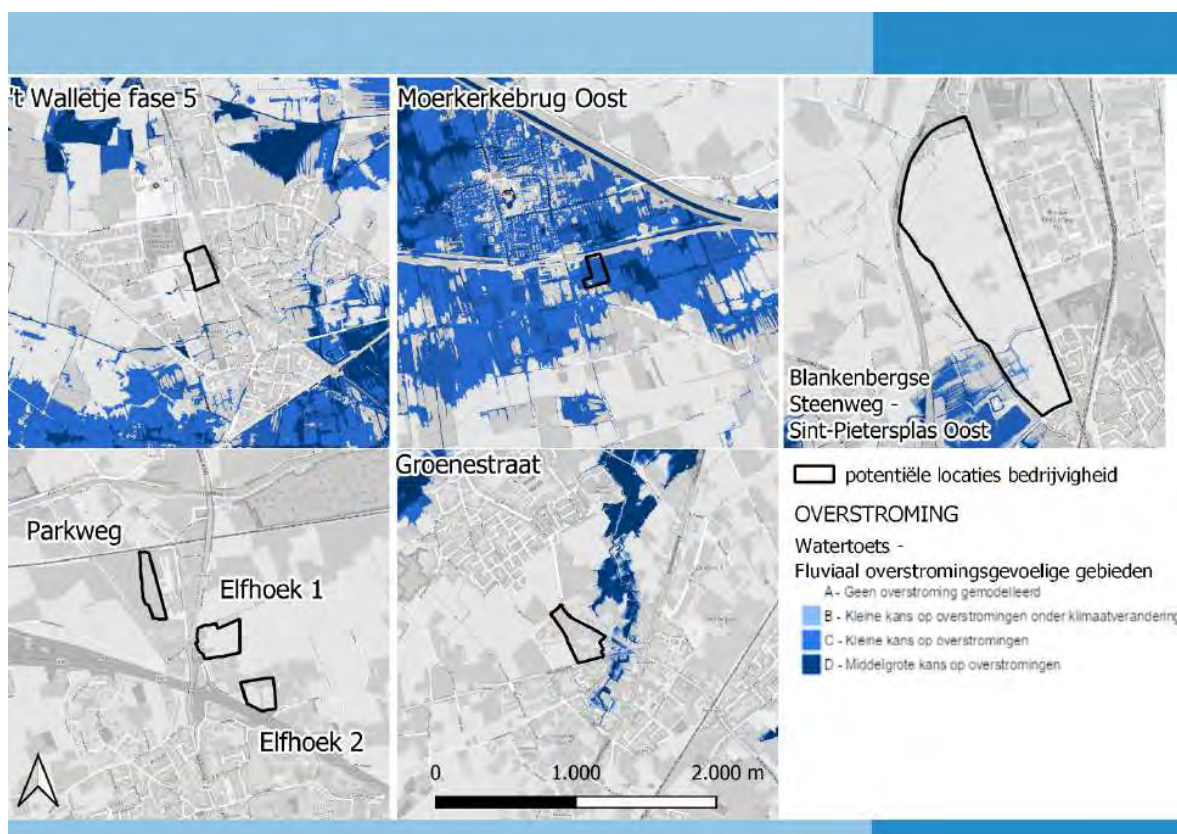 't Walletje fase 5
Moerkerkebrug Oost
Blankenbergse
Steenweg -
Sint-Pietersplas Oost
Parkweg
Elfhoek 1
Elfhoek 2
Groenestraat
0 1.000 2.000 m
potentiële locaties bedrijvigheid
OVERSTROMING
Watertoets -
Fluviaal overstromingsgevoelige gebieden
A - Geen overstroming gemodelleerd
B - Kleine kans op overstromingen onder klimaatverandering
C - Kleine kans op overstromingen
D - Middelgrote kans op overstromingen